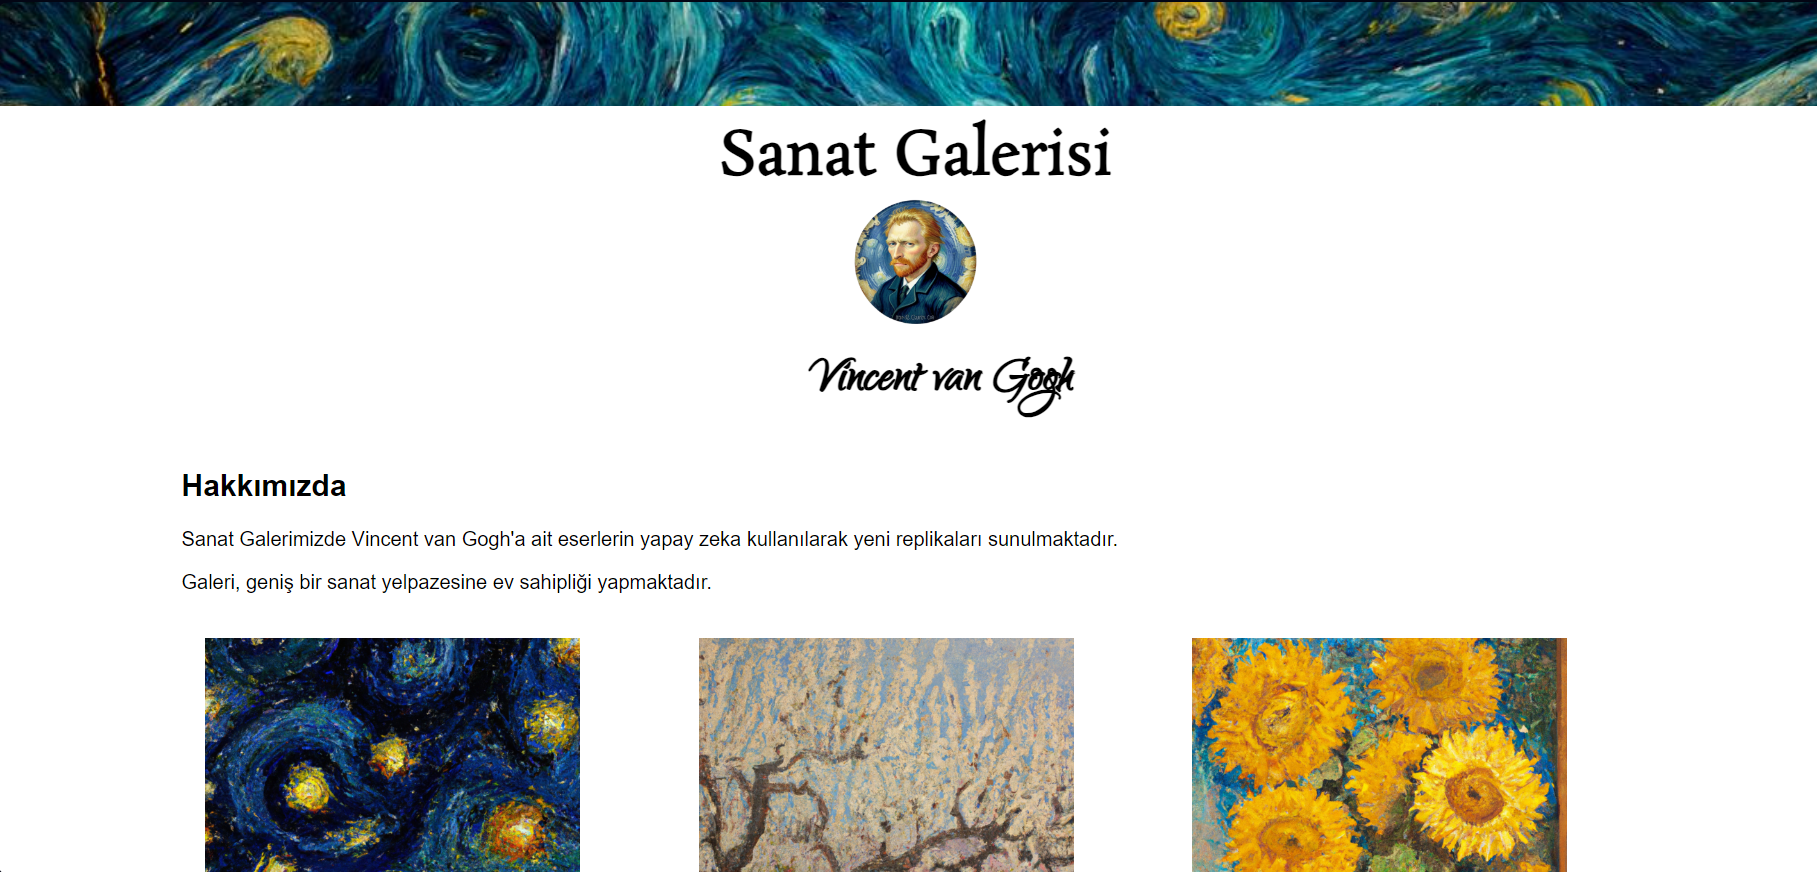 Sanat Galerisi
Vincent van Gogh
Hakkımızda
Sanat Galerimizde Vincent van Gogh'a ait eserlerin yapay zeka kullanılarak yeni replikaları sunulmaktadır.
Galeri, geniş bir sanat yelpazesine ev sahipliği yapmaktadır.